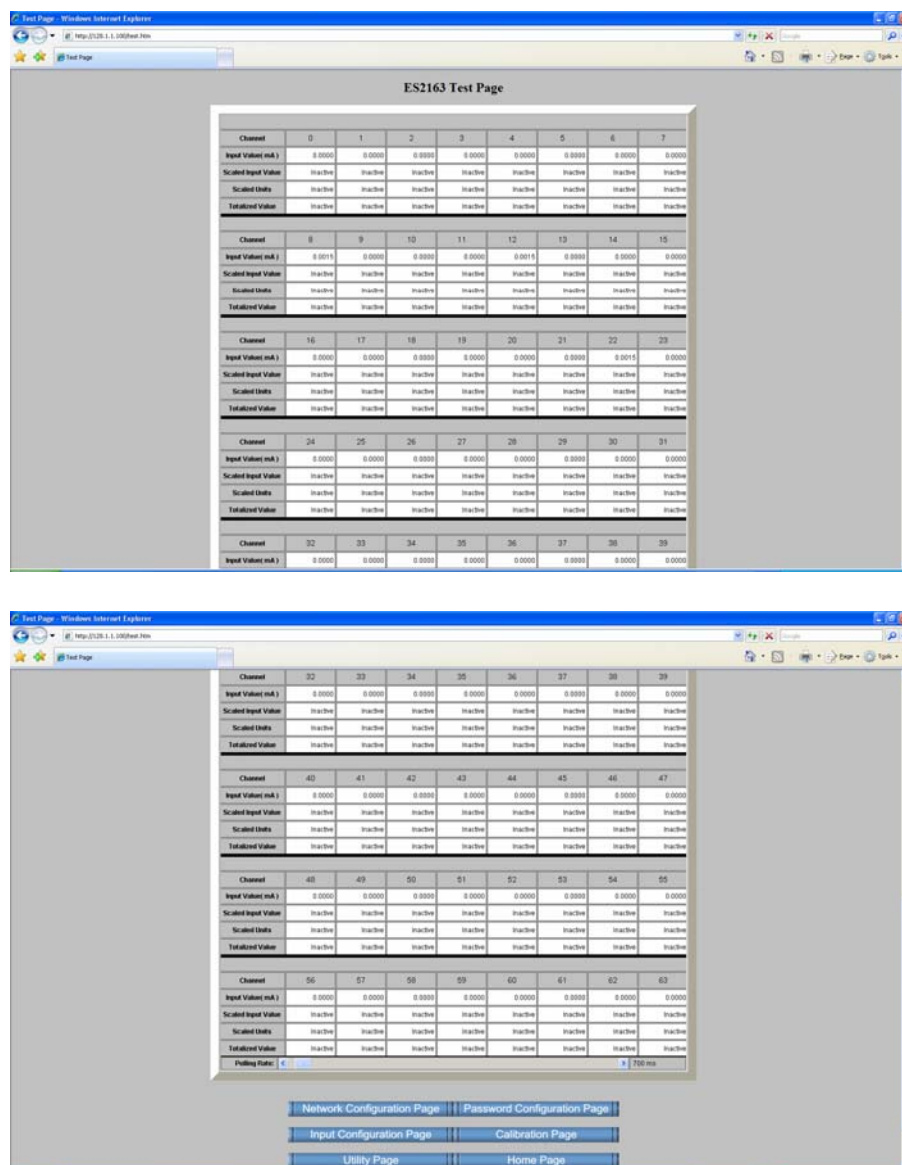 Test Page - Windows Internet Explorer
http://128.1.1.100/test.htm
Google
Test Page
Page Tools
ES2163 Test Page
Channel 0 1 2 3 4 5 6 7
Input Value( mA ) 0.0000 0.0000 0.0000 0.0000 0.0000 0.0000 0.0000 0.0000
Scaled Input Value Inactive Inactive Inactive Inactive Inactive Inactive Inactive Inactive
Scaled Units Inactive Inactive Inactive Inactive Inactive Inactive Inactive Inactive
Totalized Value Inactive Inactive Inactive Inactive Inactive Inactive Inactive Inactive
Channel 8 9 10 11 12 13 14 15
Input Value( mA ) 0.0015 0.0000 0.0000 0.0000 0.0015 0.0000 0.0000 0.0000
Scaled Input Value Inactive Inactive Inactive Inactive Inactive Inactive Inactive Inactive
Scaled Units Inactive Inactive Inactive Inactive Inactive Inactive Inactive Inactive
Totalized Value Inactive Inactive Inactive Inactive Inactive Inactive Inactive Inactive
Channel 16 17 18 19 20 21 22 23
Input Value( mA ) 0.0000 0.0000 0.0000 0.0000 0.0000 0.0000 0.0015 0.0000
Scaled Input Value Inactive Inactive Inactive Inactive Inactive Inactive Inactive Inactive
Scaled Units Inactive Inactive Inactive Inactive Inactive Inactive Inactive Inactive
Totalized Value Inactive Inactive Inactive Inactive Inactive Inactive Inactive Inactive
Channel 24 25 26 27 28 29 30 31
Input Value( mA ) 0.0000 0.0000 0.0000 0.0000 0.0000 0.0000 0.0000 0.0000
Scaled Input Value Inactive Inactive Inactive Inactive Inactive Inactive Inactive Inactive
Scaled Units Inactive Inactive Inactive Inactive Inactive Inactive Inactive Inactive
Totalized Value Inactive Inactive Inactive Inactive Inactive Inactive Inactive Inactive
Channel 32 33 34 35 36 37 38 39
Input Value( mA ) 0.0000 0.0000 0.0000 0.0000 0.0000 0.0000 0.0000 0.0000
Test Page - Windows Internet Explorer
http://128.1.1.100/test.htm
Google
Test Page
Page Tools
Channel 32 33 34 35 36 37 38 39
Input Value( mA ) 0.0000 0.0000 0.0000 0.0000 0.0000 0.0000 0.0000 0.0000
Scaled Input Value Inactive Inactive Inactive Inactive Inactive Inactive Inactive Inactive
Scaled Units Inactive Inactive Inactive Inactive Inactive Inactive Inactive Inactive
Totalized Value Inactive Inactive Inactive Inactive Inactive Inactive Inactive Inactive
Channel 40 41 42 43 44 45 46 47
Input Value( mA ) 0.0000 0.0000 0.0000 0.0000 0.0000 0.0000 0.0000 0.0000
Scaled Input Value Inactive Inactive Inactive Inactive Inactive Inactive Inactive Inactive
Scaled Units Inactive Inactive Inactive Inactive Inactive Inactive Inactive Inactive
Totalized Value Inactive Inactive Inactive Inactive Inactive Inactive Inactive Inactive
Channel 48 49 50 51 52 53 54 55
Input Value( mA ) 0.0000 0.0000 0.0000 0.0000 0.0000 0.0000 0.0000 0.0000
Scaled Input Value Inactive Inactive Inactive Inactive Inactive Inactive Inactive Inactive
Scaled Units Inactive Inactive Inactive Inactive Inactive Inactive Inactive Inactive
Totalized Value Inactive Inactive Inactive Inactive Inactive Inactive Inactive Inactive
Channel 56 57 58 59 60 61 62 63
Input Value( mA ) 0.0000 0.0000 0.0000 0.0000 0.0000 0.0000 0.0000 0.0000
Scaled Input Value Inactive Inactive Inactive Inactive Inactive Inactive Inactive Inactive
Scaled Units Inactive Inactive Inactive Inactive Inactive Inactive Inactive Inactive
Totalized Value Inactive Inactive Inactive Inactive Inactive Inactive Inactive Inactive
Polling Rate: 700 ms
Network Configuration Page Password Configuration Page
Input Configuration Page Calibration Page
Utility Page Home Page